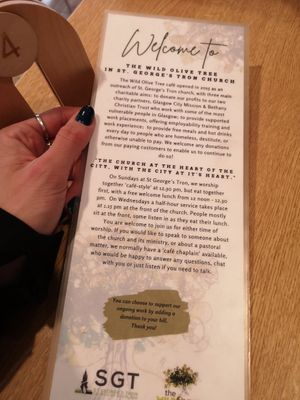 4
Welcome to
THE WILD OLIVE TREE
IN ST. GEORGE'S TRON CHURCH
The Wild Olive Tree café opened in 2015 as an
outreach of St. George's Tron church, with three main
charitable aims: to donate our profits to our two
charity partners, Glasgow City Mission & Bethany
Christian Trust who work with some of the most
vulnerable people in Glasgow; to provide supported
work placements, offering employability training and
work experience; to provide free meals and hot drinks
every day to people who are homeless, destitute, or
otherwise unable to pay. We welcome any donations
from our paying customers to enable us to continue to
do so!
"THE CHURCH AT THE HEART OF THE
CITY, WITH THE CITY AT IT'S HEART."
On Sundays at St George's Tron, we worship
together 'café-style' at 12.30 pm, but eat together
first, with a free welcome lunch from 12 noon - 12.30
pm. On Wednesdays a half-hour service takes place
at 1.15 pm at the front of the church. People mostly
sit at the front, some listen as they eat their lunch.
You are welcome to join us for either time of
worship. If you would like to speak to someone about
the church and its ministry, or about a pastoral
matter, we normally have a 'café chaplain' available,
who would be happy to answer any questions, chat
with you or just listen if you need to talk.
You can choose to support our
ongoing work by adding a
donation to your bill.
Thank you!
SGT
the